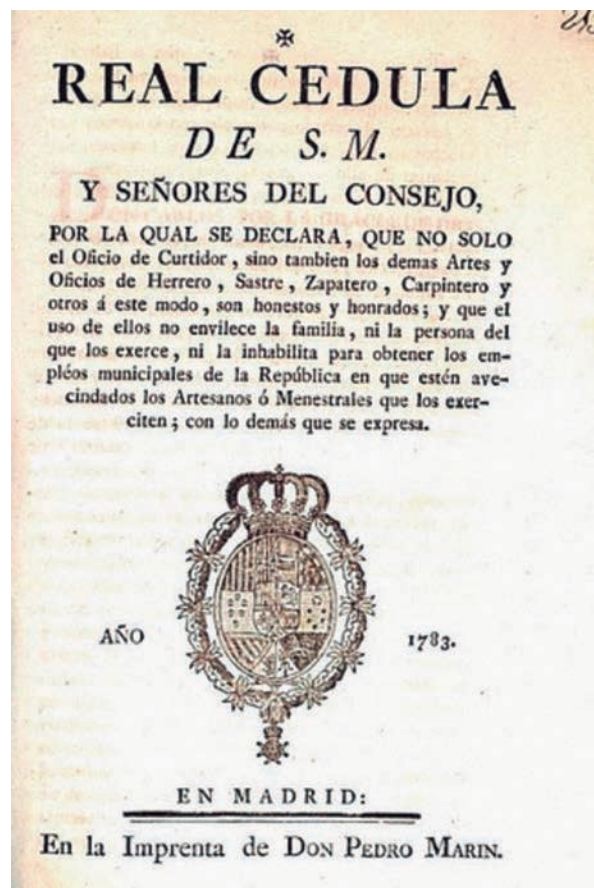 REAL CEDULA
DE S. M.
Y SEÑORES DEL CONSEJO,
POR LA QUAL SE DECLARA, QUE NO SOLO
el Oficio de Curtidor, sino tambien los demas Artes y
Oficios de Herrero, Sastre, Zapatero, Carpintero y
otros á este modo, son honestos y honrados; y que el
uso de ellos no envilece la familia, ni la persona del
que los exerce, ni la inhabilita para obtener los em-
pléos municipales de la República en que estén ave-
cindados los Artesanos ó Menestrales que los exer-
citen; con lo demás que se expresa.
AÑO 1783.
EN MADRID:
En la Imprenta de DON PEDRO MARIN.